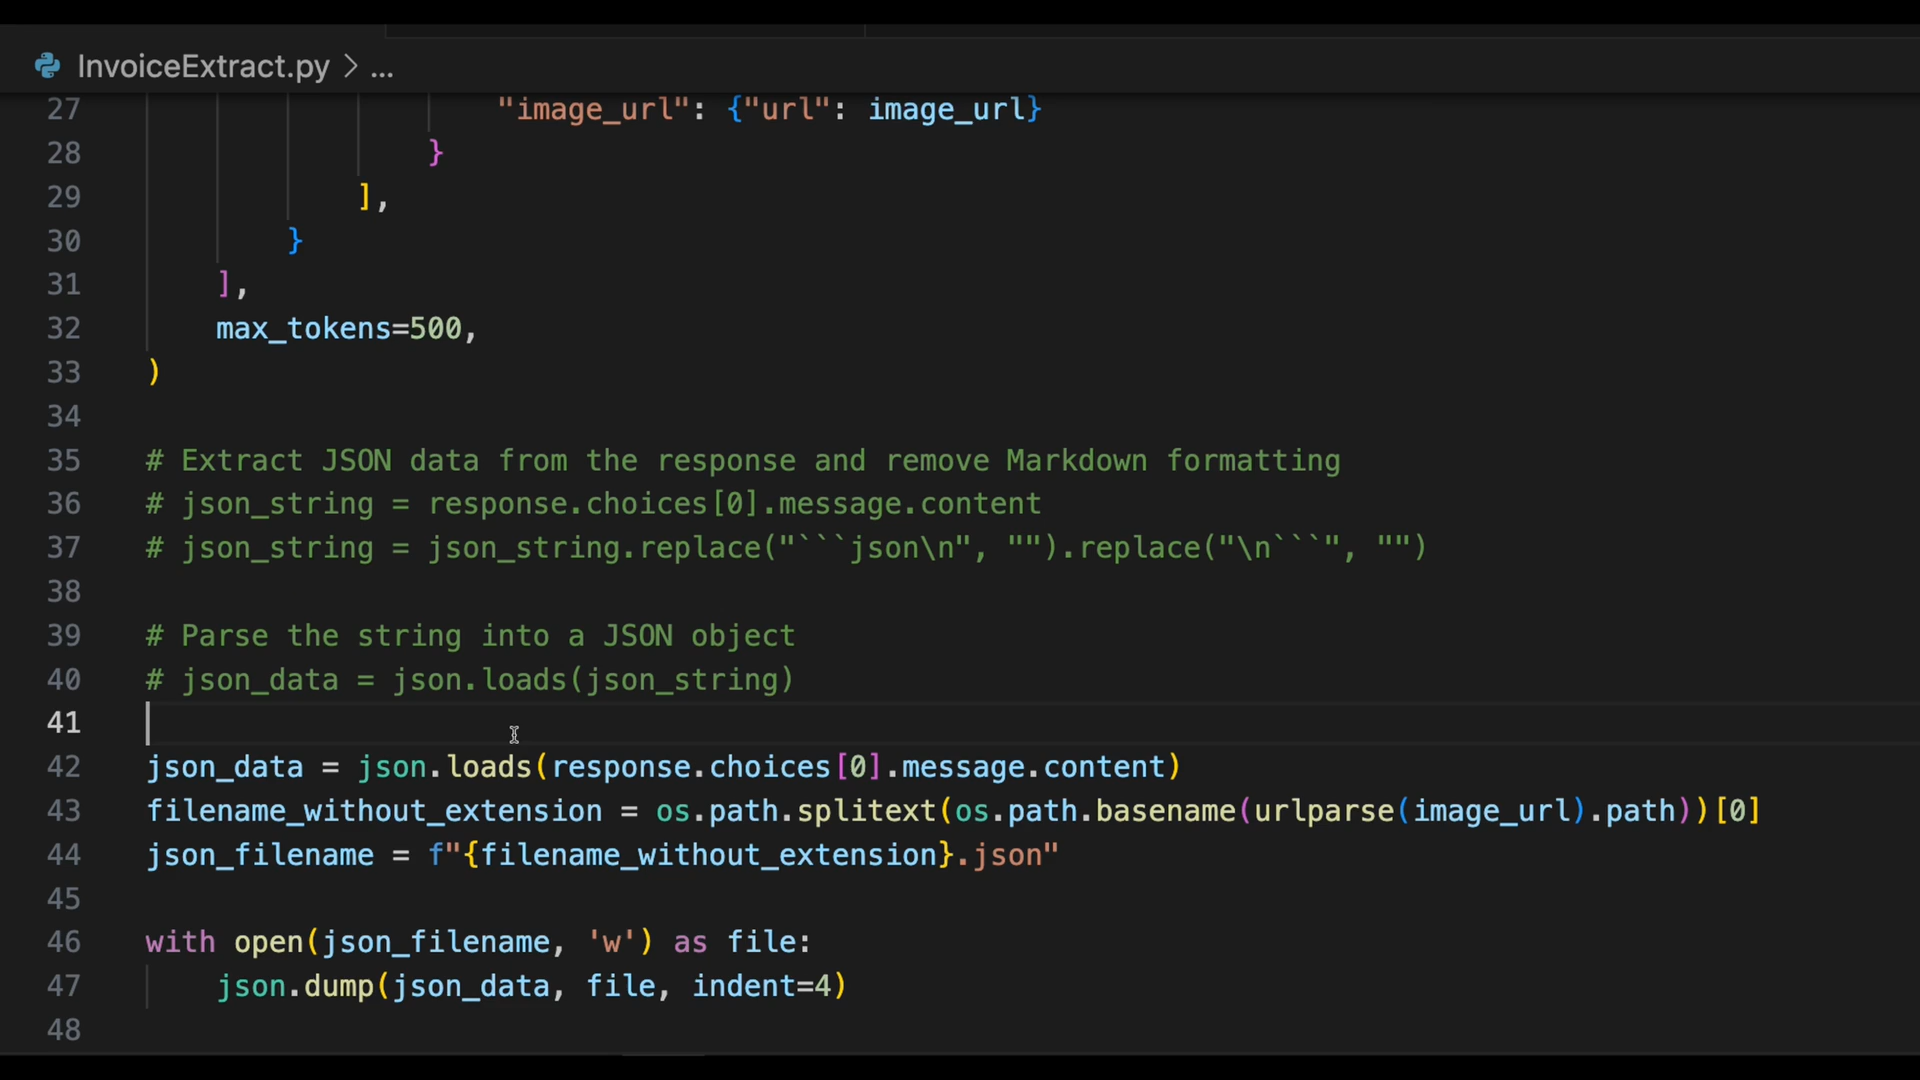 InvoiceExtract.py > ...
27 "image_url": {"url": image_url}
28 }
29 ],
30 }
31 ],
32 max_tokens=500,
33 )
34
35 # Extract JSON data from the response and remove Markdown formatting
36 # json_string = response.choices[0].message.content
37 # json_string = json_string.replace("```json\n", "").replace("\n```", "")
38
39 # Parse the string into a JSON object
40 # json_data = json.loads(json_string)
41
42 json_data = json.loads(response.choices[0].message.content)
43 filename_without_extension = os.path.splitext(os.path.basename(urlparse(image_url).path))[0]
44 json_filename = f"{filename_without_extension}.json"
45
46 with open(json_filename, 'w') as file:
47 json.dump(json_data, file, indent=4)
48